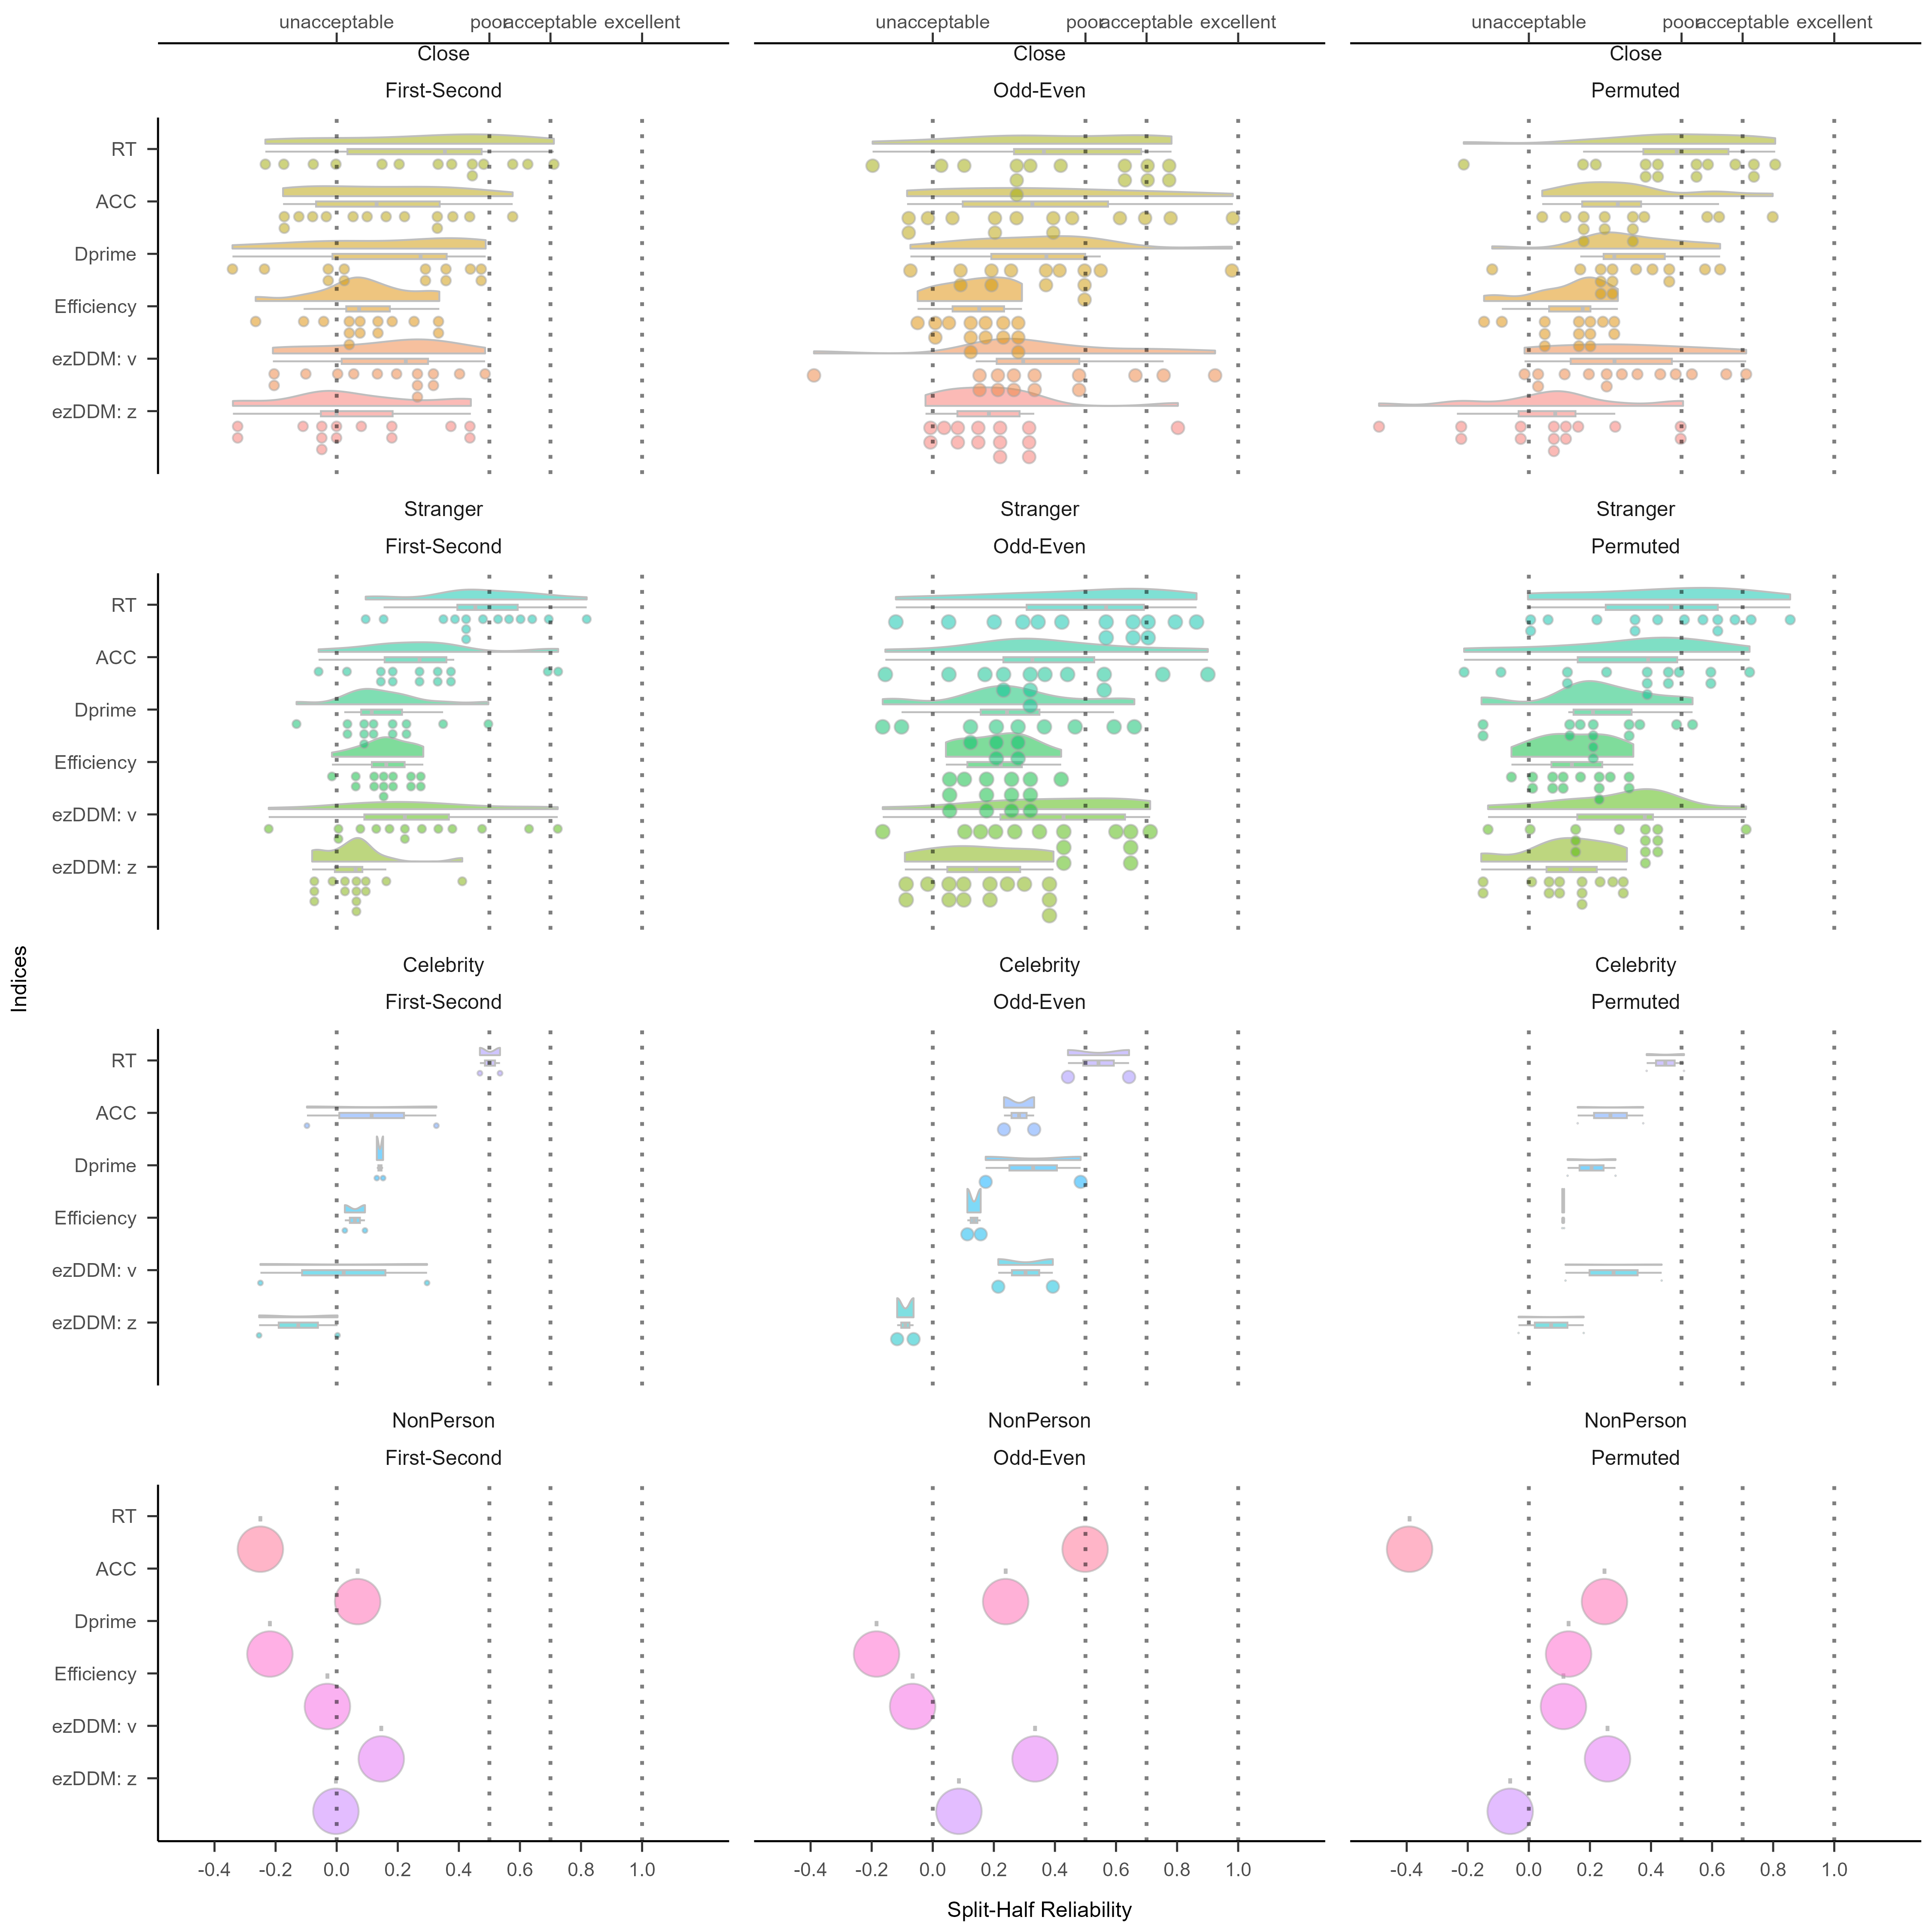 unacceptable poor acceptable excellent unacceptable poor acceptable excellent unacceptable poor acceptable excellent
Close Close Close
First-Second Odd-Even Permuted
RT
ACC
Dprime
Efficiency
ezDDM: v
ezDDM: z
Stranger Stranger Stranger
First-Second Odd-Even Permuted
RT
ACC
Dprime
Efficiency
ezDDM: v
ezDDM: z
Indices
Celebrity Celebrity Celebrity
First-Second Odd-Even Permuted
RT
ACC
Dprime
Efficiency
ezDDM: v
ezDDM: z
NonPerson NonPerson NonPerson
First-Second Odd-Even Permuted
RT
ACC
Dprime
Efficiency
ezDDM: v
ezDDM: z
-0.4 -0.2 0.0 0.2 0.4 0.6 0.8 1.0 -0.4 -0.2 0.0 0.2 0.4 0.6 0.8 1.0 -0.4 -0.2 0.0 0.2 0.4 0.6 0.8 1.0
Split-Half Reliability